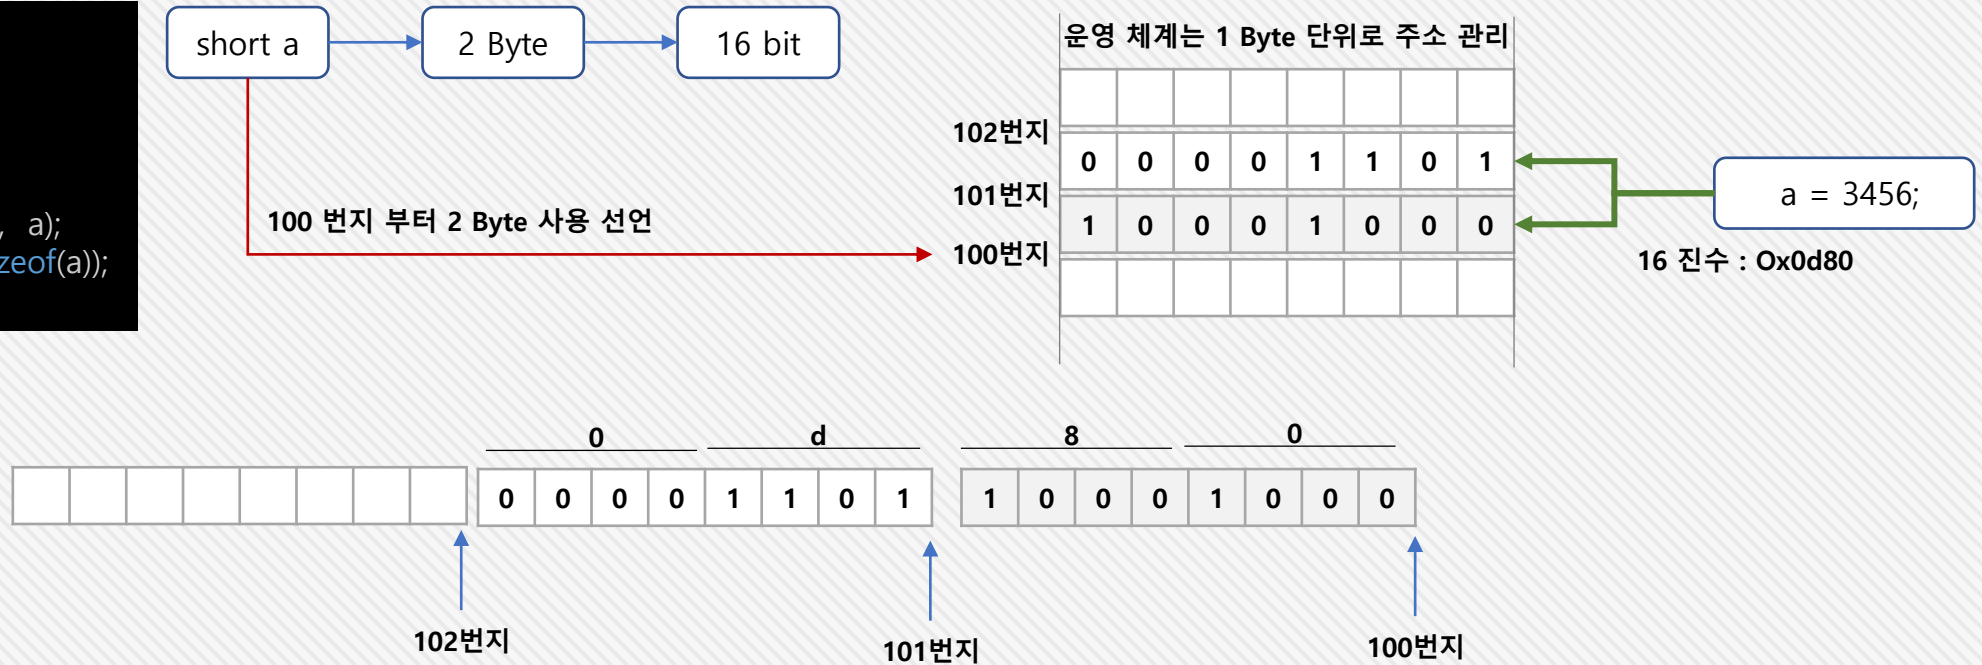 short a
2 Byte
16 bit
운영 체계는 1 Byte 단위로 주소 관리
102번지
0 0 0 0 1 1 0 1
101번지
a = 3456;
, a);
100 번지 부터 2 Byte 사용 선언
1 0 0 0 1 0 0 0
zeof(a));
100번지
16 진수 : Ox0d80
0 d 8 0
0 0 0 0 1 1 0 1 1 0 0 0 1 0 0 0
102번지
101번지
100번지